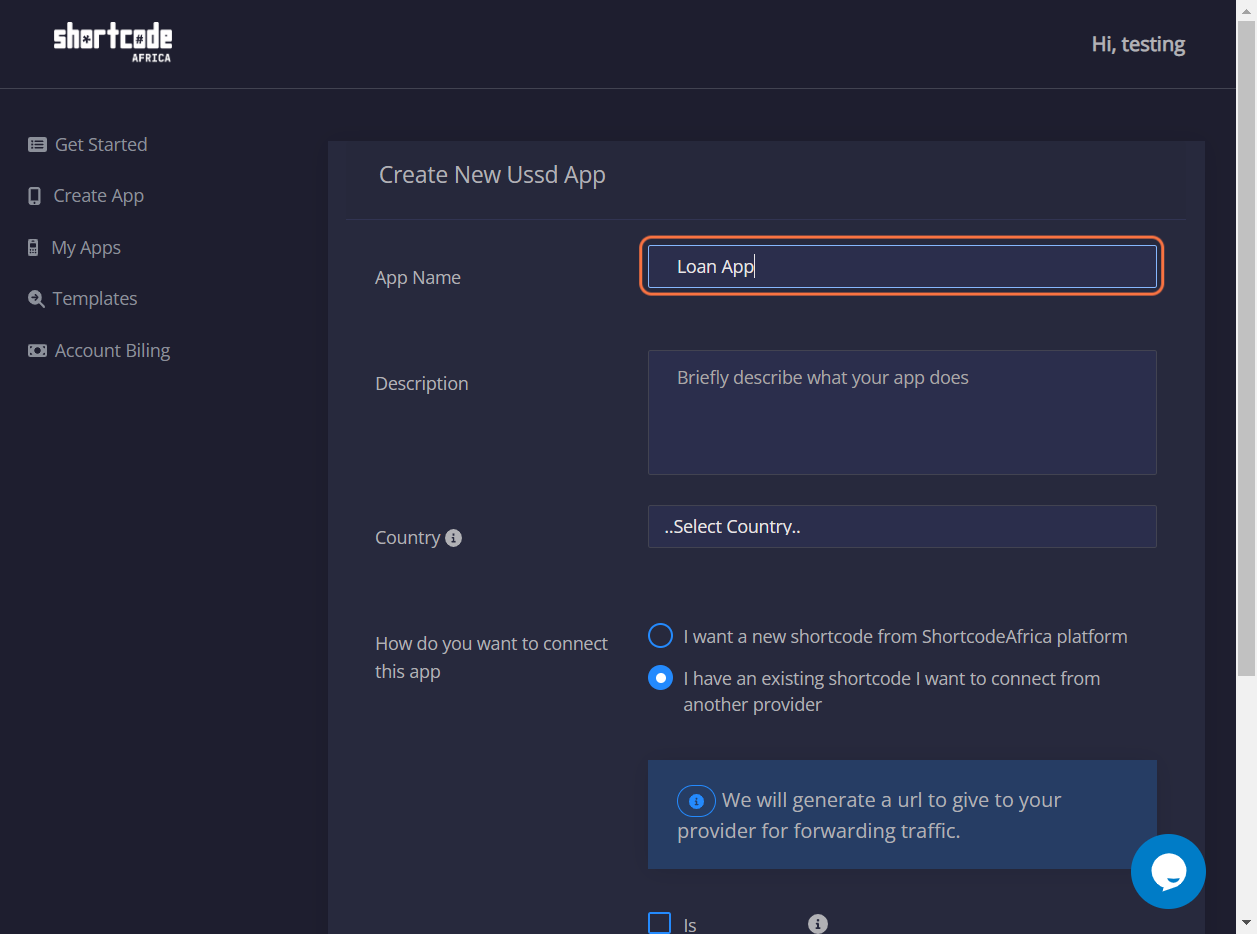 shortcode
AFRICA
Hi, testing
Get Started
Create App
My Apps
Templates
Account Biling
Create New Ussd App
App Name
Loan App
Description
Briefly describe what your app does
Country
..Select Country..
How do you want to connect
this app
I want a new shortcode from ShortcodeAfrica platform
I have an existing shortcode I want to connect from
another provider
We will generate a url to give to your
provider for forwarding traffic.
Is